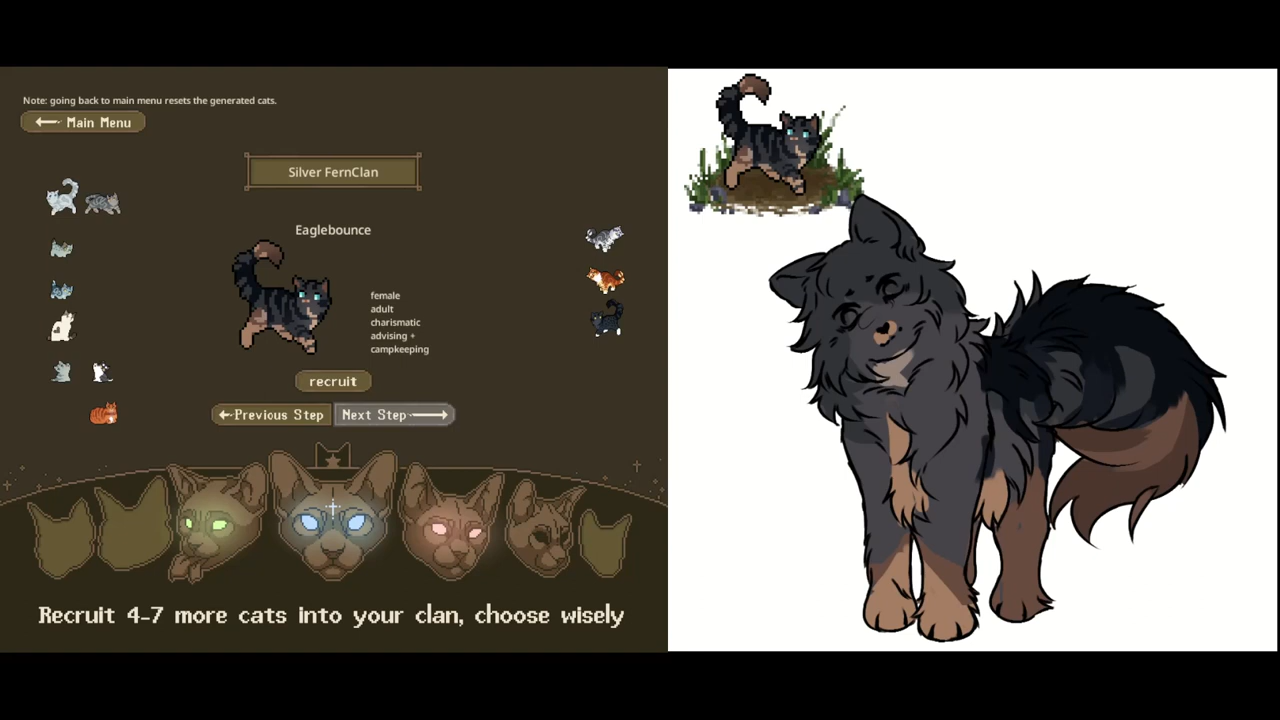 Note: going back to main menu resets the generated cats.
Main Menu
Silver FernClan
Eaglebounce
female
adult
charismatic
advising +
campkeeping
recruit
Previous Step
Next Step
Recruit 4-7 more cats into your clan, choose wisely